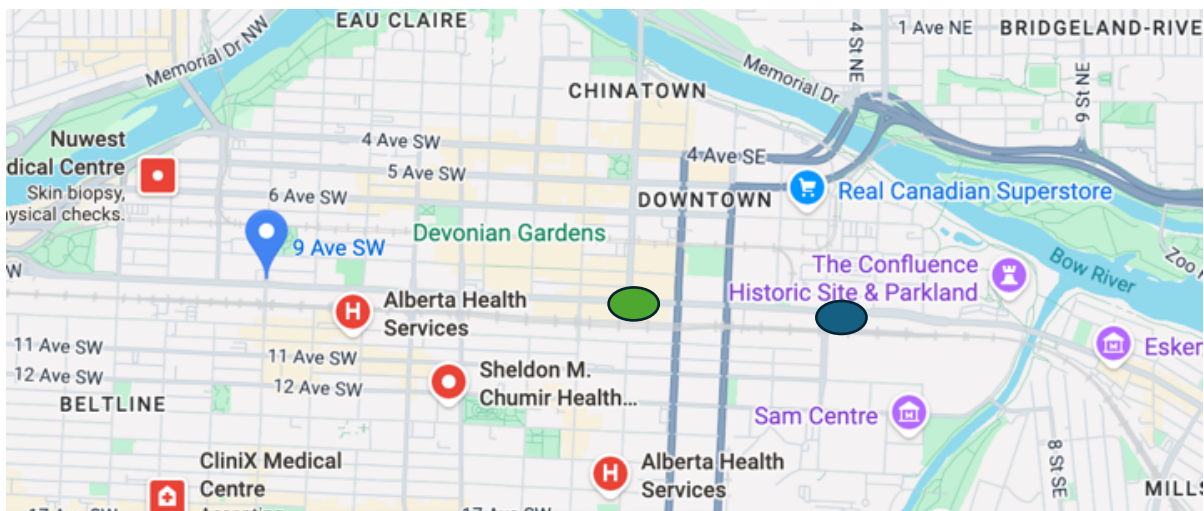 EAU CLAIRE
4 St NE
1 Ave NE
BRIDGELAND-RIVE
Memorial Dr NW
Memorial Dr
9 St NE
CHINATOWN
Nuwest
dical Centre
Skin biopsy,
hysical checks.
4 Ave SW
4 Ave SE
5 Ave SW
6 Ave SW
DOWNTOWN
Real Canadian Superstore
9 Ave SW
Devonian Gardens
W
The Confluence
Historic Site & Parkland
Bow River
Zoo
H
Alberta Health
Services
11 Ave SW
11 Ave SW
12 Ave SW
12 Ave SW
Esker
Sheldon M.
Chumir Health...
BELTLINE
Sam Centre
8 St SE
CliniX Medical
Centre
H
Alberta Health
Services
MILLS